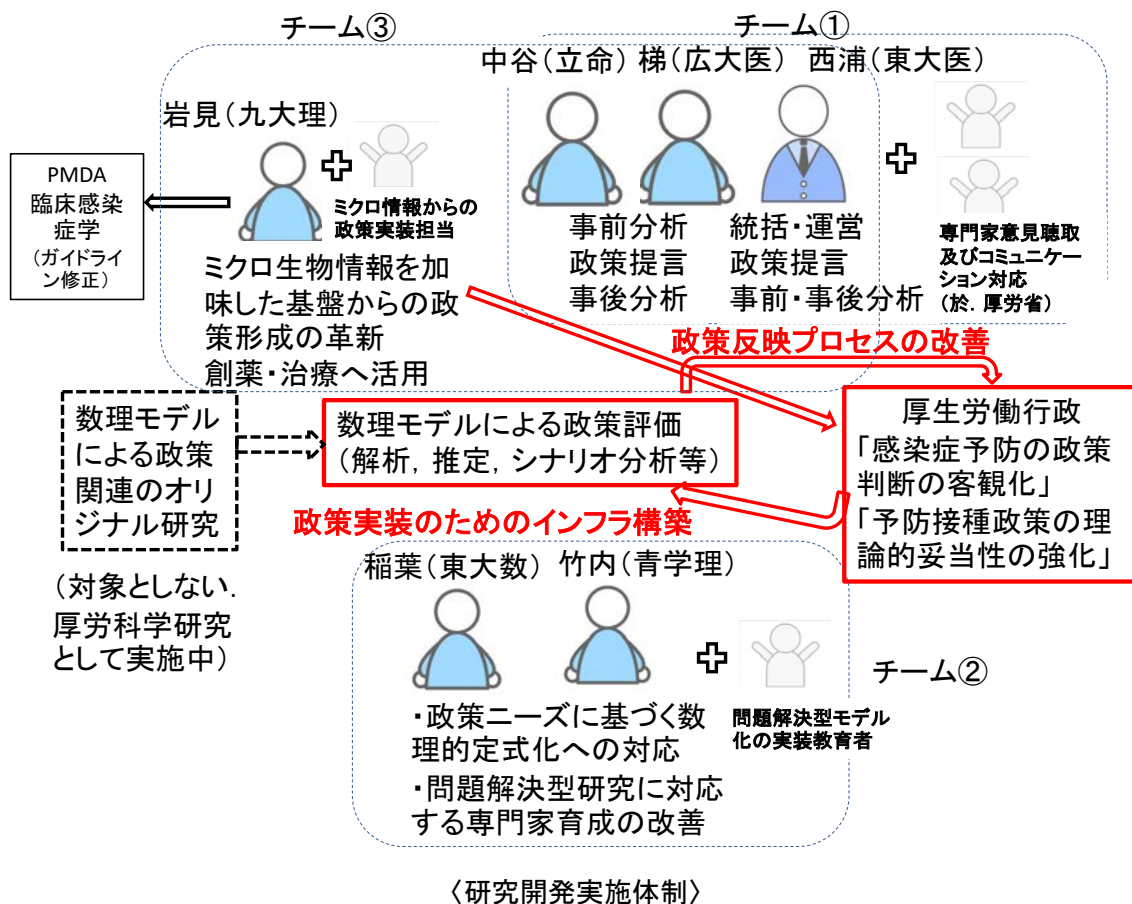 チーム③
チーム①
中谷(立命)
梯(広大医)
西浦(東大医)
岩見(九大理)
PMDA
臨床感染
症学
(ガイドライ
ン修正)
ミクロ情報からの
政策実装担当
ミクロ生物情報を加
味した基盤からの政
策形成の革新
創薬・治療へ活用
事前分析
政策提言
事後分析
統括・運営
政策提言
事前・事後分析
専門家意見聴取
及びコミュニケー
ション対応
(於. 厚労省)
政策反映プロセスの改善
数理モデル
による政策
関連のオリ
ジナル研究
(対象としない.
厚労科学研究
として実施中)
数理モデルによる政策評価
(解析, 推定, シナリオ分析等)
厚生労働行政
「感染症予防の政策
判断の客観化」
「予防接種政策の理
論的妥当性の強化」
政策実装のためのインフラ構築
稲葉(東大数)
竹内(青学理)
チーム②
・政策ニーズに基づく数
理的定式化への対応
・問題解決型研究に対応
する専門家育成の改善
問題解決型モデル
化の実装教育者
〈研究開発実施体制〉